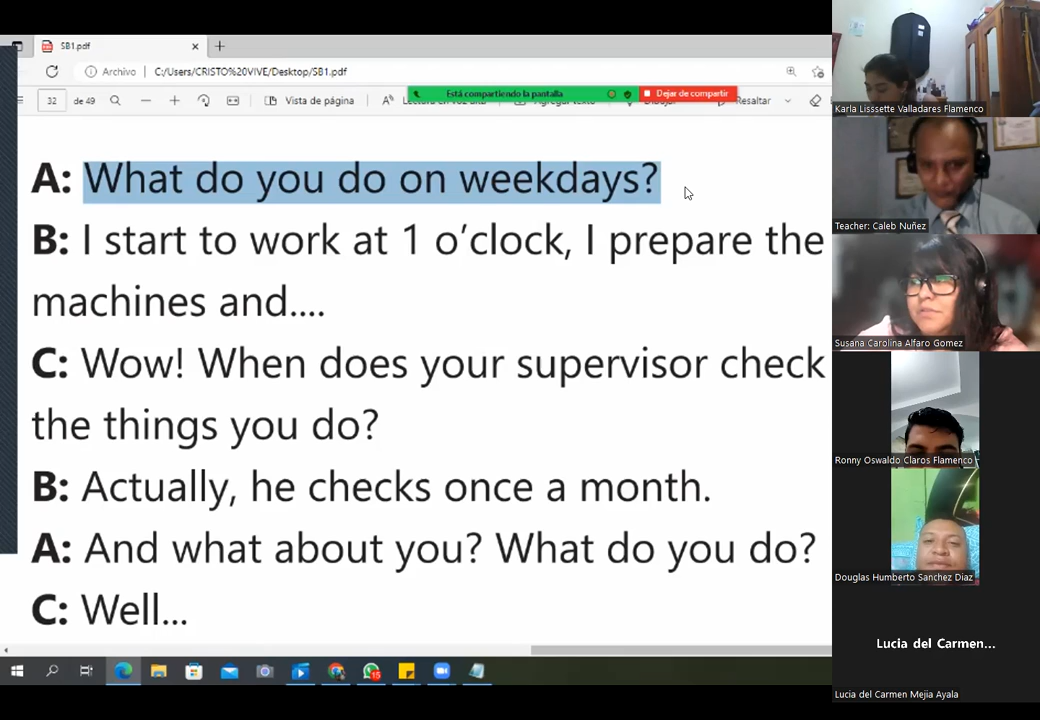 SB1.pdf
Archivo
C:/Users/CRISTO%20VIVE/Desktop/SB1.pdf
32 de 49
Vista de página
Está compartiendo la pantalla
Dejar de compartir
Resaltar
A: What do you do on weekdays?
B: I start to work at 1 o'clock, I prepare the
machines and....
C: Wow! When does your supervisor check
the things you do?
B: Actually, he checks once a month.
A: And what about you? What do you do?
C: Well...
15
Karla Lisssette Valladares Flamenco
Teacher: Caleb Nuñez
Susana Carolina Alfaro Gomez
Ronny Oswaldo Claros Flamenco
Douglas Humberto Sanchez Diaz
Lucia del Carmen...
Lucia del Carmen Mejia Ayala